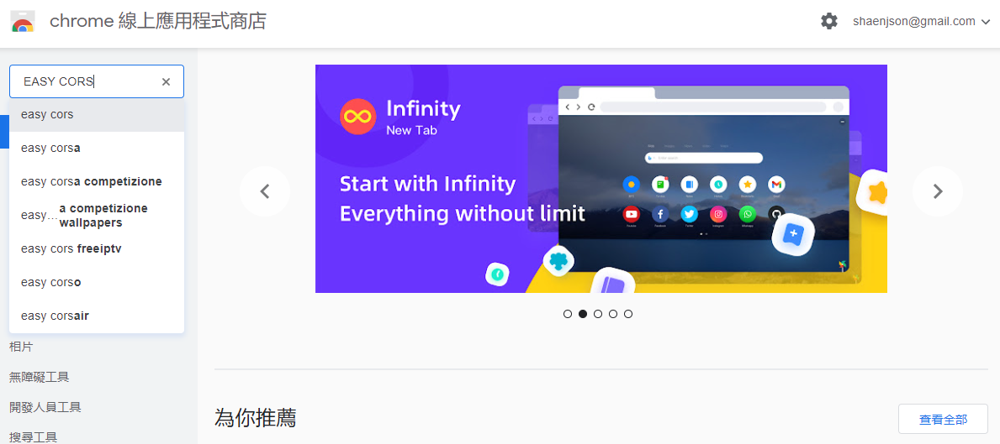 chrome 線上應用程式商店
shaenjson@gmail.com
EASY CORS
easy cors
easy corsa
easy corsa competizione
easy… a competizione
wallpapers
easy cors freeiptv
easy corso
easy corsair
相片
無障礙工具
開發人員工具
搜尋工具
Infinity
New Tab
Start with Infinity
Everything without limit
為你推薦
查看全部